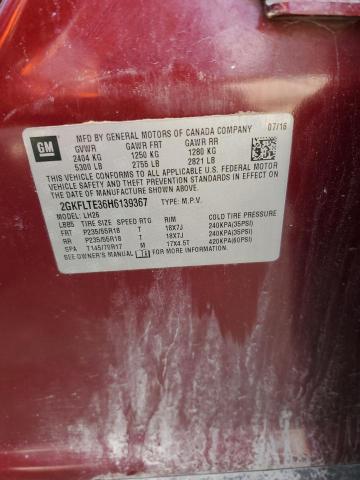 MFD BY GENERAL MOTORS OF CANADA COMPANY 07/16
GM
GVWR GAWR FRT GAWR RR
2404 KG 1250 KG 1280 KG
5300 LB 2755 LB 2821 LB
THIS VEHICLE CONFORMS TO ALL APPLICABLE U.S. FEDERAL MOTOR
VEHICLE SAFETY, BUMPER, AND THEFT PREVENTION STANDARDS IN EFFECT ON THE
DATE OF MANUFACTURE SHOWN ABOVE.
2GKFLTE36H6139367 TYPE: M.P.V.
MODEL: LH26
TIRE SIZE SPEED RTG RIM COLD TIRE PRESSURE
FRT P235/55R18 T 18X7J 240KPA(35PSI)
RR P235/55R18 T 18X7J 240KPA(35PSI)
SPA T145/70R17 M 17X4.5T 420KPA(60PSI)
SEE OWNER'S MANUAL FOR MORE INFORMATION.